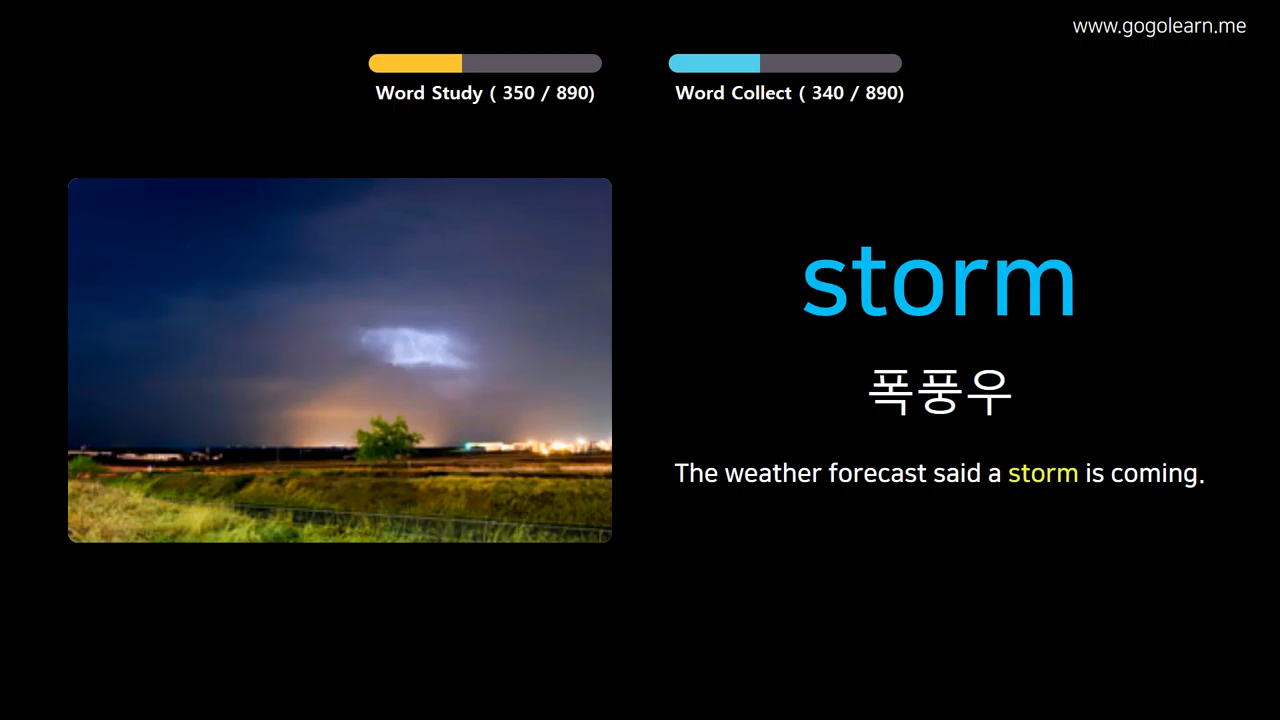 www.gogolearn.me
Word Study ( 350 / 890)
Word Collect ( 340 / 890)
storm
폭풍우
The weather forecast said a storm is coming.